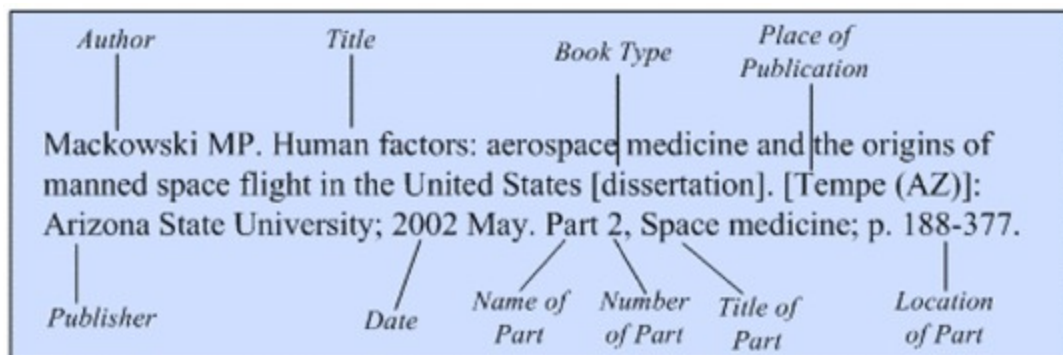 Author Title Book Type Place of
Publication
Mackowski MP. Human factors: aerospace medicine and the origins of
manned space flight in the United States [dissertation]. [Tempe (AZ)]:
Arizona State University; 2002 May. Part 2, Space medicine; p. 188-377.
Publisher Date Name of Number Title of Location
Part of Part Part of Part